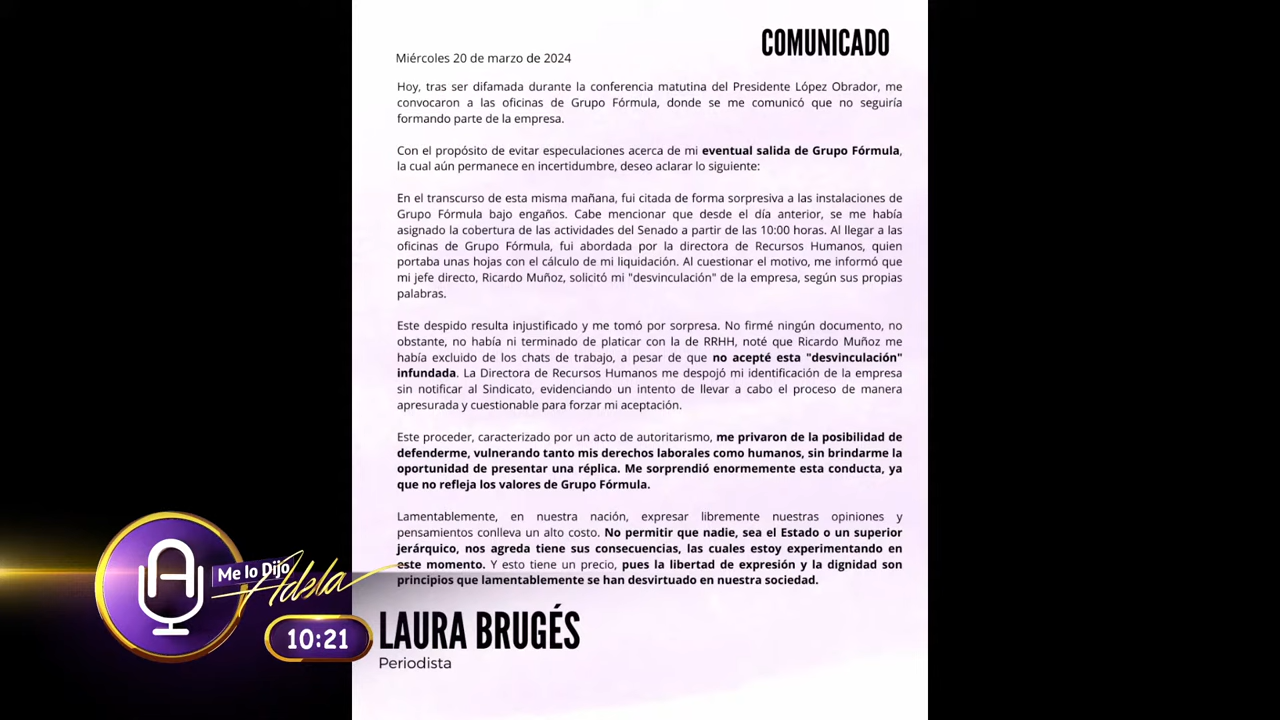 COMUNICADO
Miércoles 20 de marzo de 2024
Hoy, tras ser difamada durante la conferencia matutina del Presidente López Obrador, me
convocaron a las oficinas de Grupo Fórmula, donde se me comunicó que no seguiría
formando parte de la empresa.
Con el propósito de evitar especulaciones acerca de mi eventual salida de Grupo Fórmula,
la cual aún permanece en incertidumbre, deseo aclarar lo siguiente:
En el transcurso de esta misma mañana, fui citada de forma sorpresiva a las instalaciones de
Grupo Fórmula bajo engaños. Cabe mencionar que desde el día anterior, se me había
asignado la cobertura de las actividades del Senado a partir de las 10:00 horas. Al llegar a las
oficinas de Grupo Fórmula, fui abordada por la directora de Recursos Humanos, quien
portaba unas hojas con el cálculo de mi liquidación. Al cuestionar el motivo, me informó que
mi jefe directo, Ricardo Muñoz, solicitó mi "desvinculación" de la empresa, según sus propias
palabras.
Este despido resulta injustificado y me tomó por sorpresa. No firmé ningún documento, no
obstante, no había ni terminado de platicar con la de RRHH, noté que Ricardo Muñoz me
había excluido de los chats de trabajo, a pesar de que no acepté esta "desvinculación"
infundada. La Directora de Recursos Humanos me despojó mi identificación de la empresa
sin notificar al Sindicato, evidenciando un intento de llevar a cabo el proceso de manera
apresurada y cuestionable para forzar mi aceptación.
Este proceder, caracterizado por un acto de autoritarismo, me privaron de la posibilidad de
defenderme, vulnerando tanto mis derechos laborales como humanos, sin brindarme la
oportunidad de presentar una réplica. Me sorprendió enormemente esta conducta, ya
que no refleja los valores de Grupo Fórmula.
Lamentablemente, en nuestra nación, expresar libremente nuestras opiniones y
pensamientos conlleva un alto costo. No permitir que nadie, sea el Estado o un superior
jerárquico, nos agreda tiene sus consecuencias, las cuales estoy experimentando en
este momento. Y esto tiene un precio, pues la libertad de expresión y la dignidad son
principios que lamentablemente se han desvirtuado en nuestra sociedad.
LAURA BRUGÉS
Periodista
A
Me lo Dijo
Adela
10:21